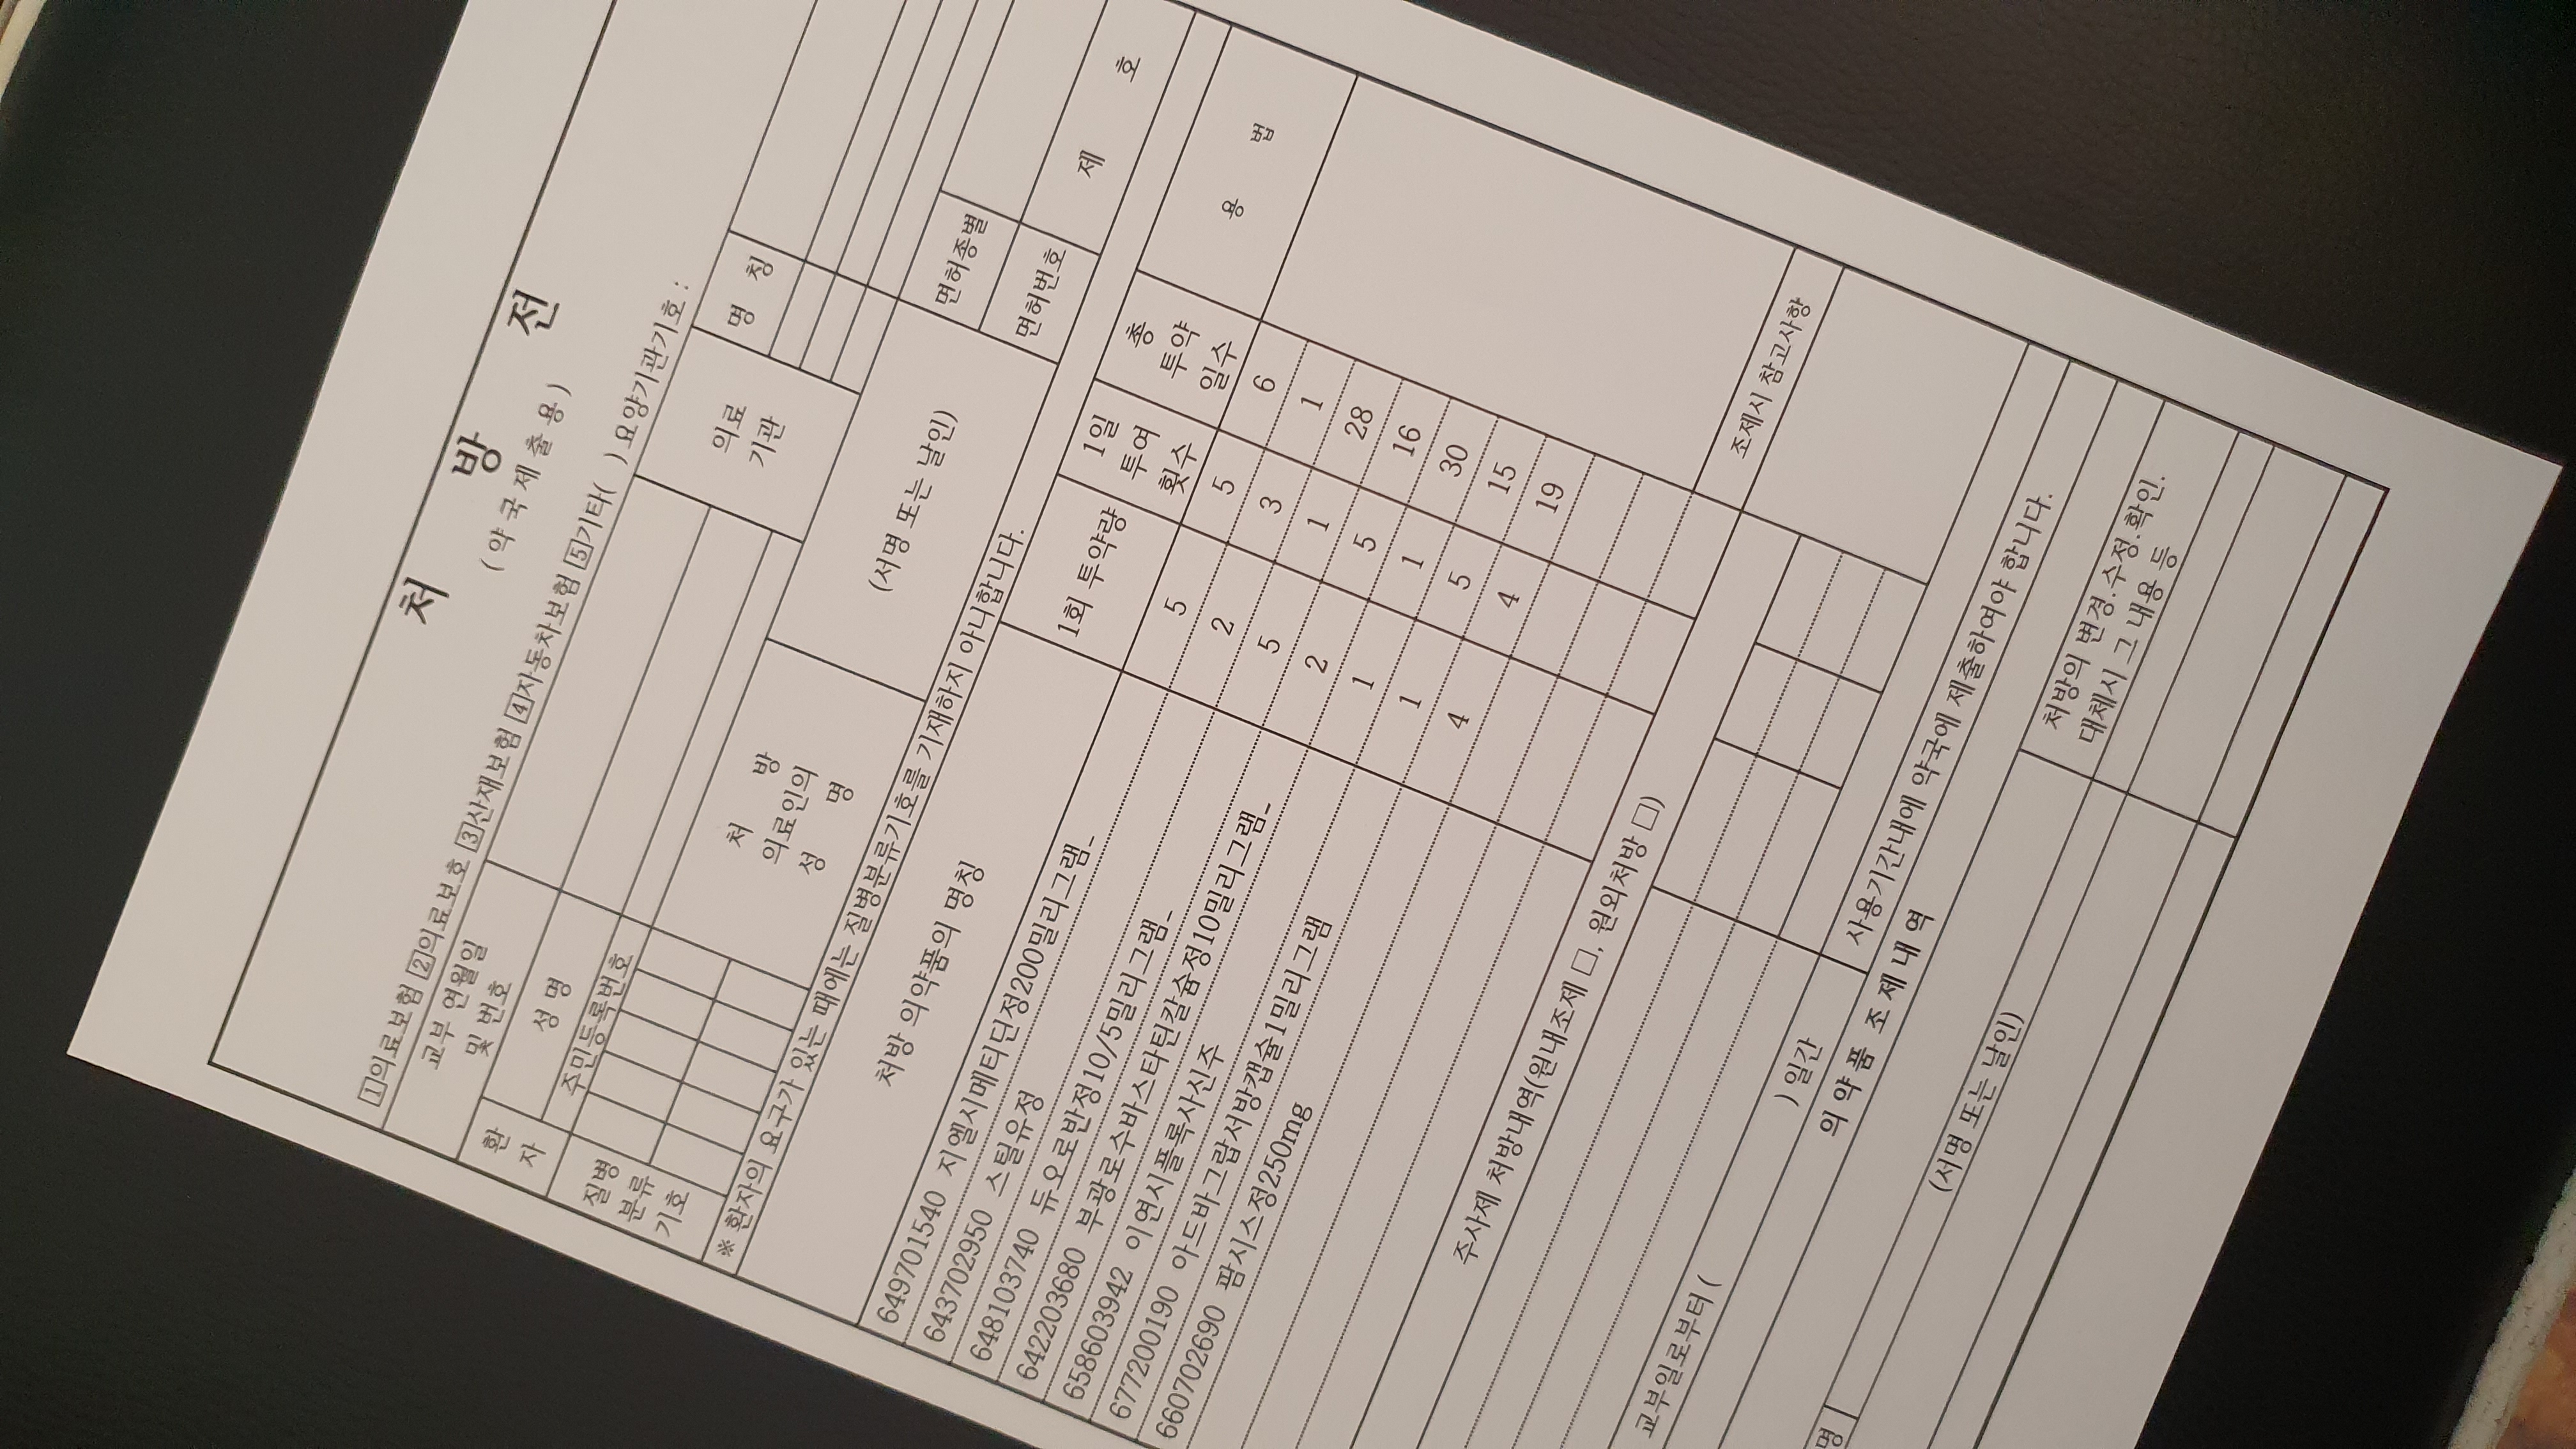 처 방 전
( 약 국 제 출 용 )
1의료보험 2의료보호 3산재보험 4자동차보험 5기타( ) 요양기관기호 :
교부 연월일
및 번호
환
자
성 명
주민등록번호
의료
기관
명 칭
질병
분류
기호
처 방
의료인의
성 명
(서명 또는 날인)
면허종별
면허번호
제 호
※ 환자의 요구가 있는 때에는 질병분류기호를 기재하지 아니합니다.
처방 의약품의 명칭
1회 투약량
1일
투여
횟수
총
투약
일수
용 법
649701540 지엘시메티딘정200밀리그램_ 5 5 6
643702950 스틸유정 2 3 1
648103740 듀오로반정10/5밀리그램_ 5 1 28
642203680 부광로수바스타틴칼슘정10밀리그램_ 2 5 16
658603942 이연시플록사신주 1 1 30
677200190 아드바그랍서방캡슐1밀리그램 1 5 15
660702690 팜시스정250mg 4 4 19
주사제 처방내역(원내조제 □, 원외처방 □)
조제시 참고사항
교부일로부터 ( ) 일간
사용기간내에 약국에 제출하여야 합니다.
의 약 품 조 제 내 역
명
(서명 또는 날인)
처방의 변경.수정.확인.
대체시 그 내용 등